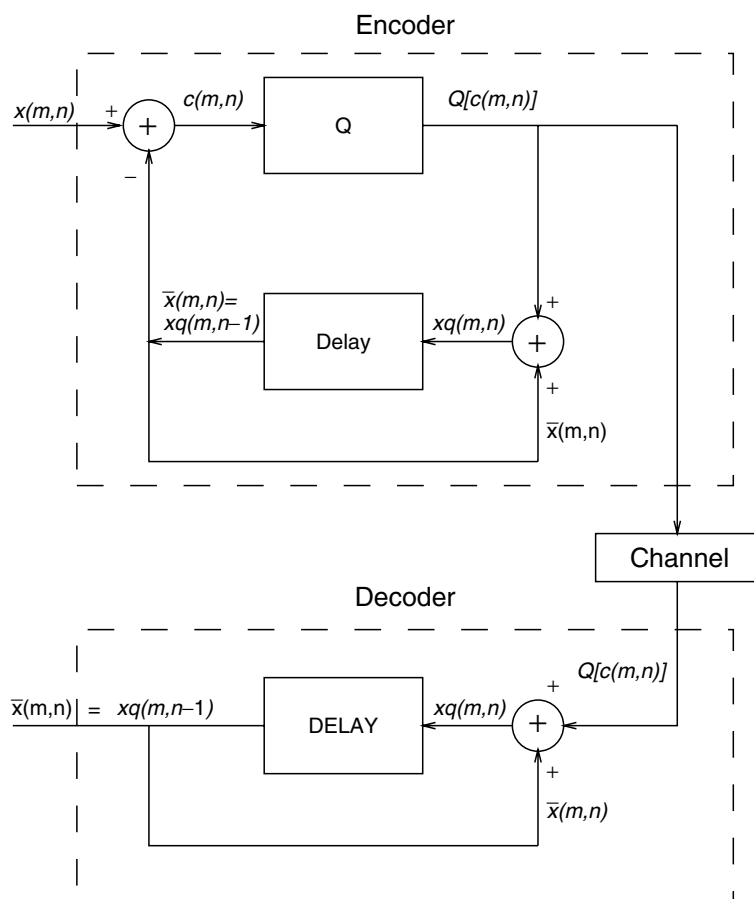 Encoder
x(m,n) + + c(m,n) Q Q[c(m,n)]
−
x̅(m,n)=
xq(m,n−1) Delay xq(m,n) + +
+
x̅(m,n)
Channel
Decoder
Q[c(m,n)]
x̅(m,n) = xq(m,n−1) DELAY xq(m,n) + +
+
x̅(m,n)